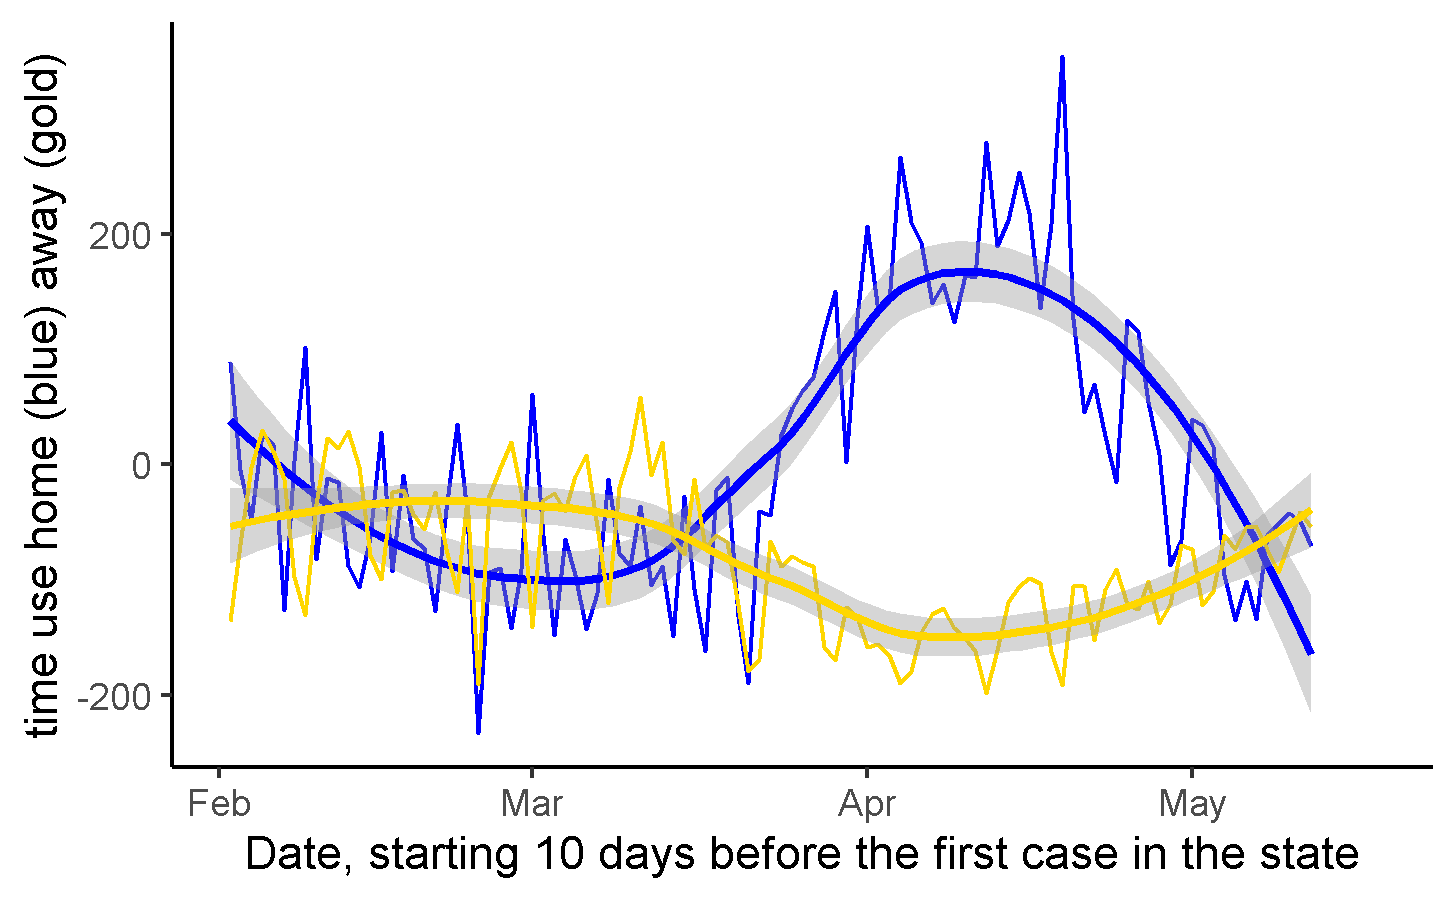 time use home (blue) away (gold)
200
0
-200
Feb
Mar
Apr
May
Date, starting 10 days before the first case in the state